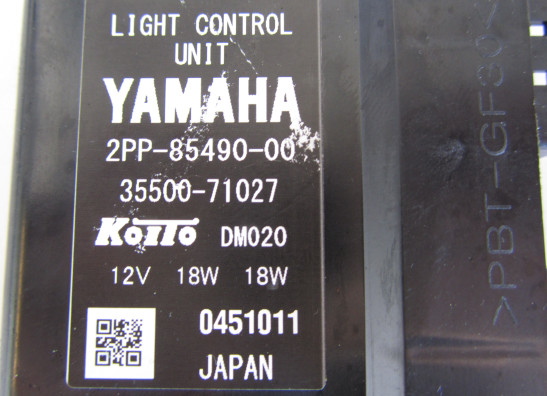 LIGHT CONTROL
UNIT
YAMAHA
2PP-85490-00
35500-71027
KOITO DM020
12V 18W 18W
0451011
JAPAN
>PBT-GF30<